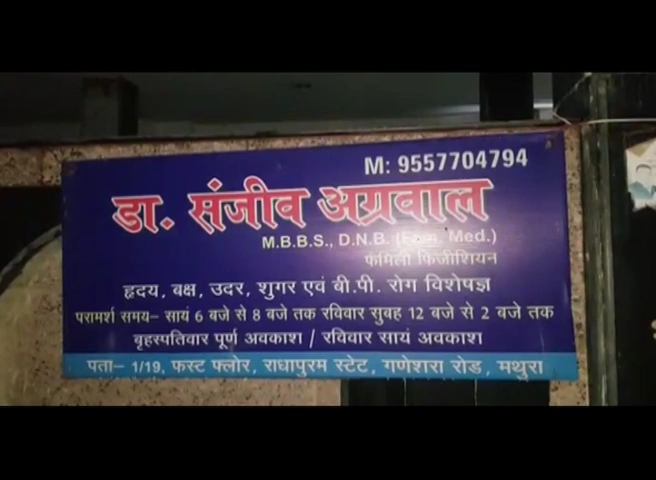 M: 9557704794
डा. संजीव अग्रवाल
M.B.B.S., D.N.B. (Fam. Med.)
फैमिली फिजीशियन
हृदय, बक्ष, उदर, शुगर एवं बी.पी. रोग विशेषज्ञ
परामर्श समय– सायं 6 बजे से 8 बजे तक रविवार सुबह 12 बजे से 2 बजे तक
बृहस्पतिवार पूर्ण अवकाश / रविवार सायं अवकाश
पता– 1/19, फस्ट फ्लोर, राधापुरम स्टेट, गणेशरा रोड, मथुरा